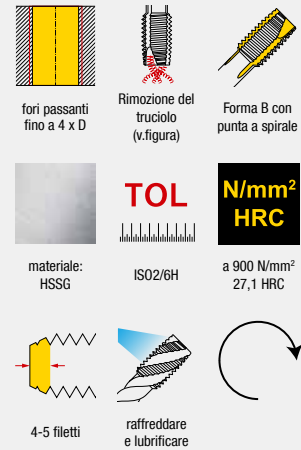 fori passanti
fino a 4 x D
Rimozione del
truciolo
(v.figura)
Forma B con
punta a spirale
materiale:
HSSG
TOL
ISO2/6H
N/mm²
HRC
a 900 N/mm²
27,1 HRC
4-5 filetti
raffreddare
e lubrificare